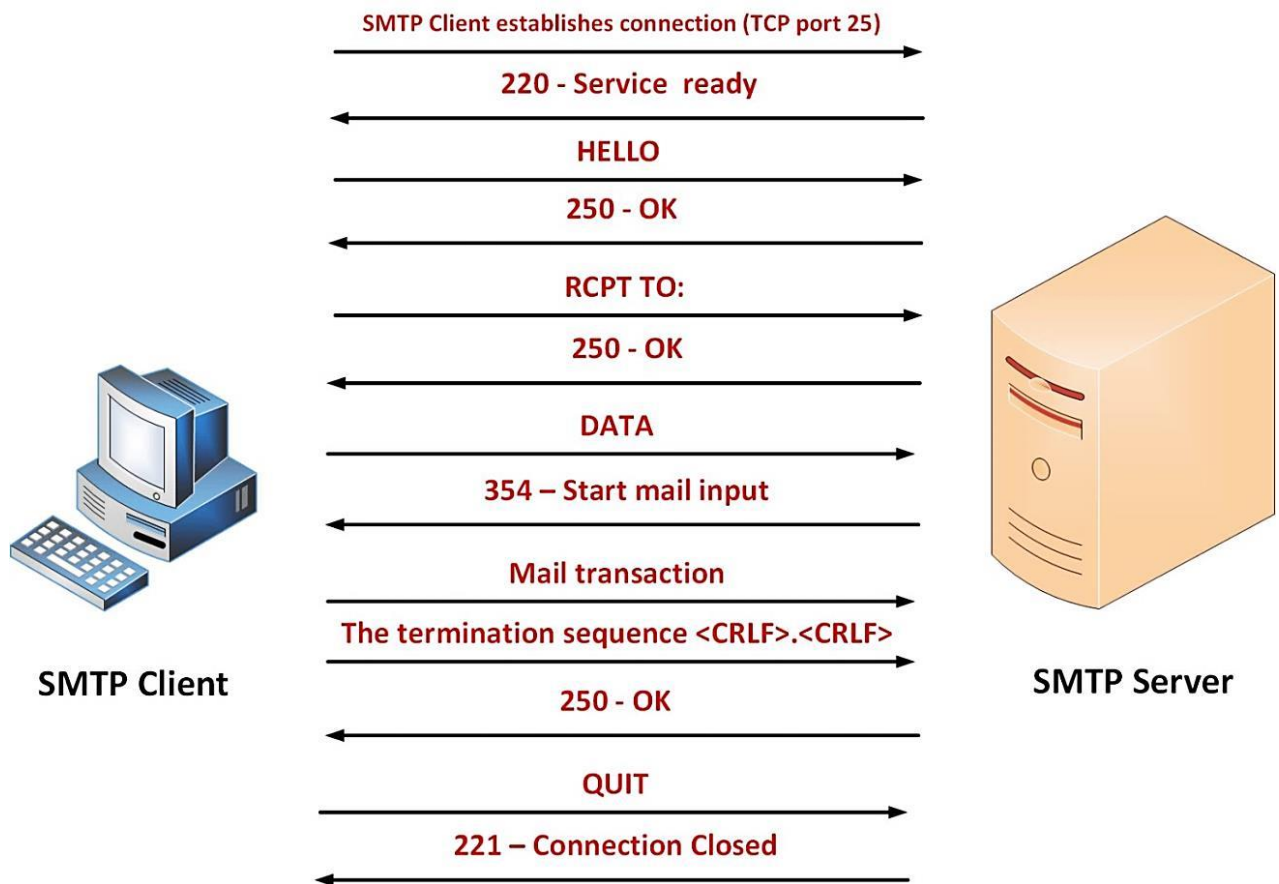 SMTP Client establishes connection (TCP port 25)
220 - Service ready
HELLO
250 - OK
RCPT TO:
250 - OK
DATA
354 – Start mail input
Mail transaction
The termination sequence <CRLF>.<CRLF>
250 - OK
QUIT
221 – Connection Closed
SMTP Client
SMTP Server